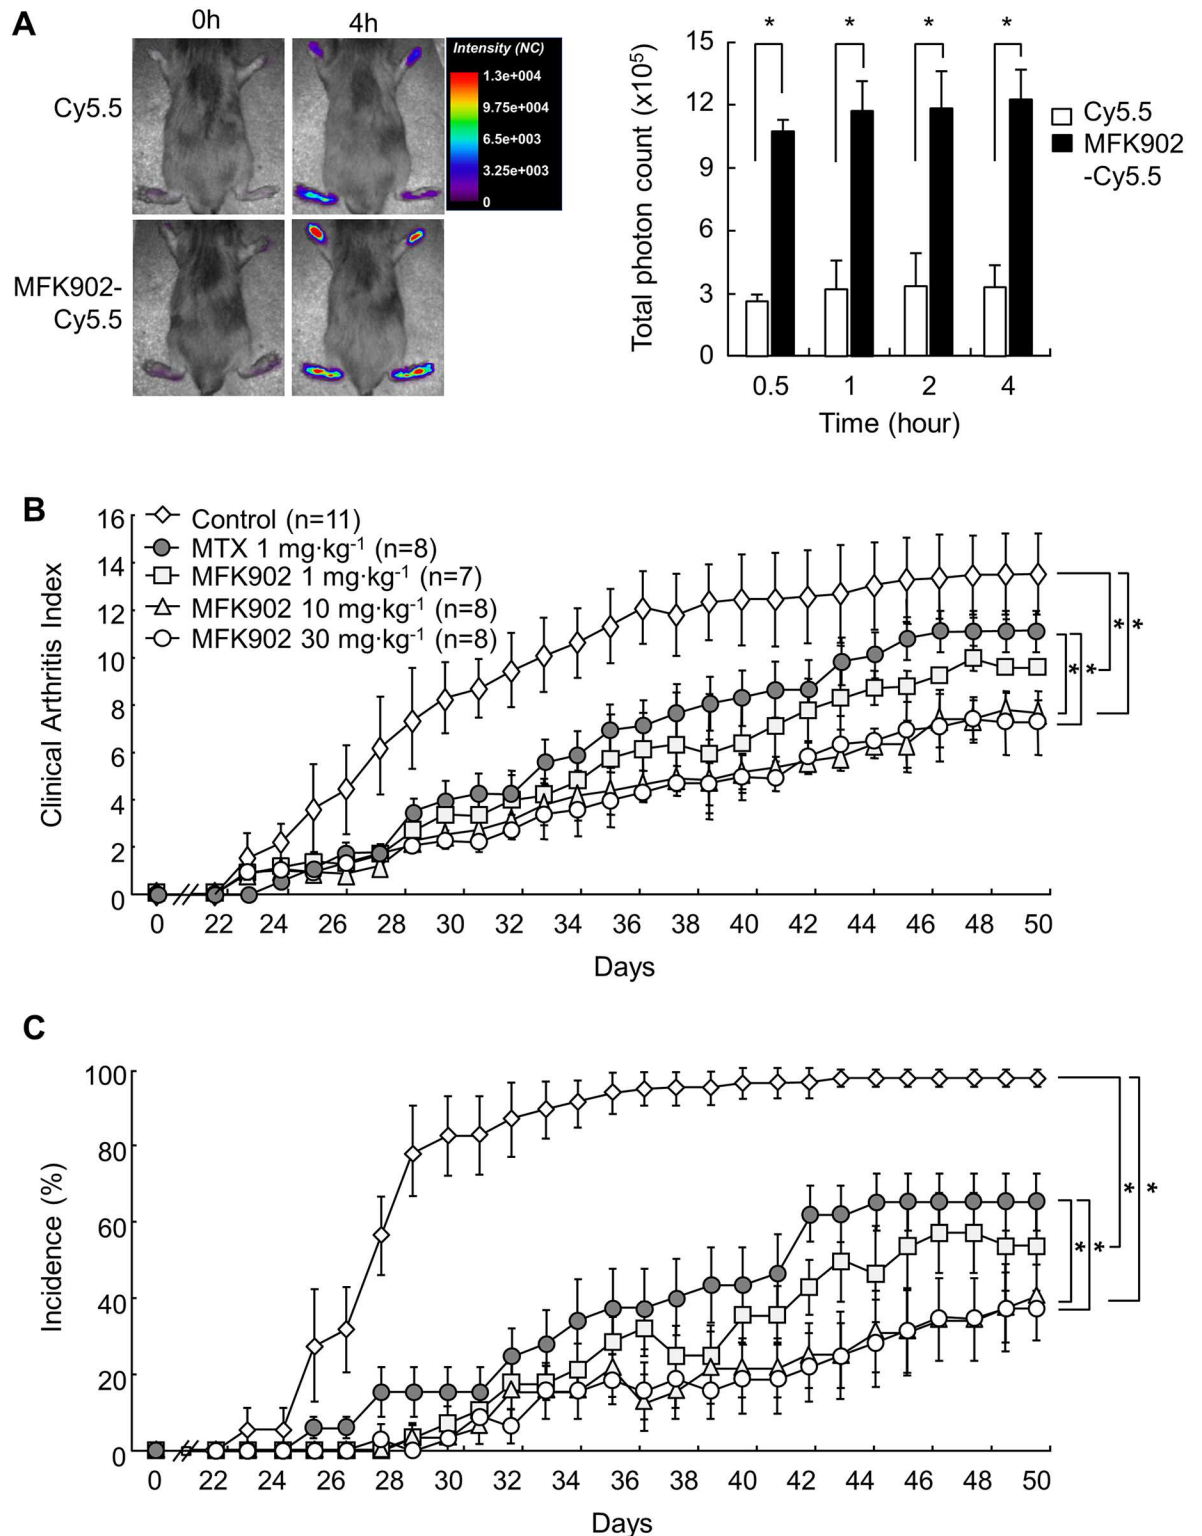 A
0h
4h
Cy5.5
MFK902-
Cy5.5
Intensity (NC)
1.3e+004
9.75e+004
6.5e+003
3.25e+003
0
Total photon count (x10⁵)
15
12
9
6
3
0
* * * *
0.5 1 2 4
Time (hour)
Cy5.5
MFK902
-Cy5.5
B
Clinical Arthritis Index
16
14
12
10
8
6
4
2
0
Control (n=11)
MTX 1 mg·kg⁻¹ (n=8)
MFK902 1 mg·kg⁻¹ (n=7)
MFK902 10 mg·kg⁻¹ (n=8)
MFK902 30 mg·kg⁻¹ (n=8)
* *
* *
0 22 24 26 28 30 32 34 36 38 40 42 44 46 48 50
Days
C
Incidence (%)
100
80
60
40
20
0
* *
* *
0 22 24 26 28 30 32 34 36 38 40 42 44 46 48 50
Days